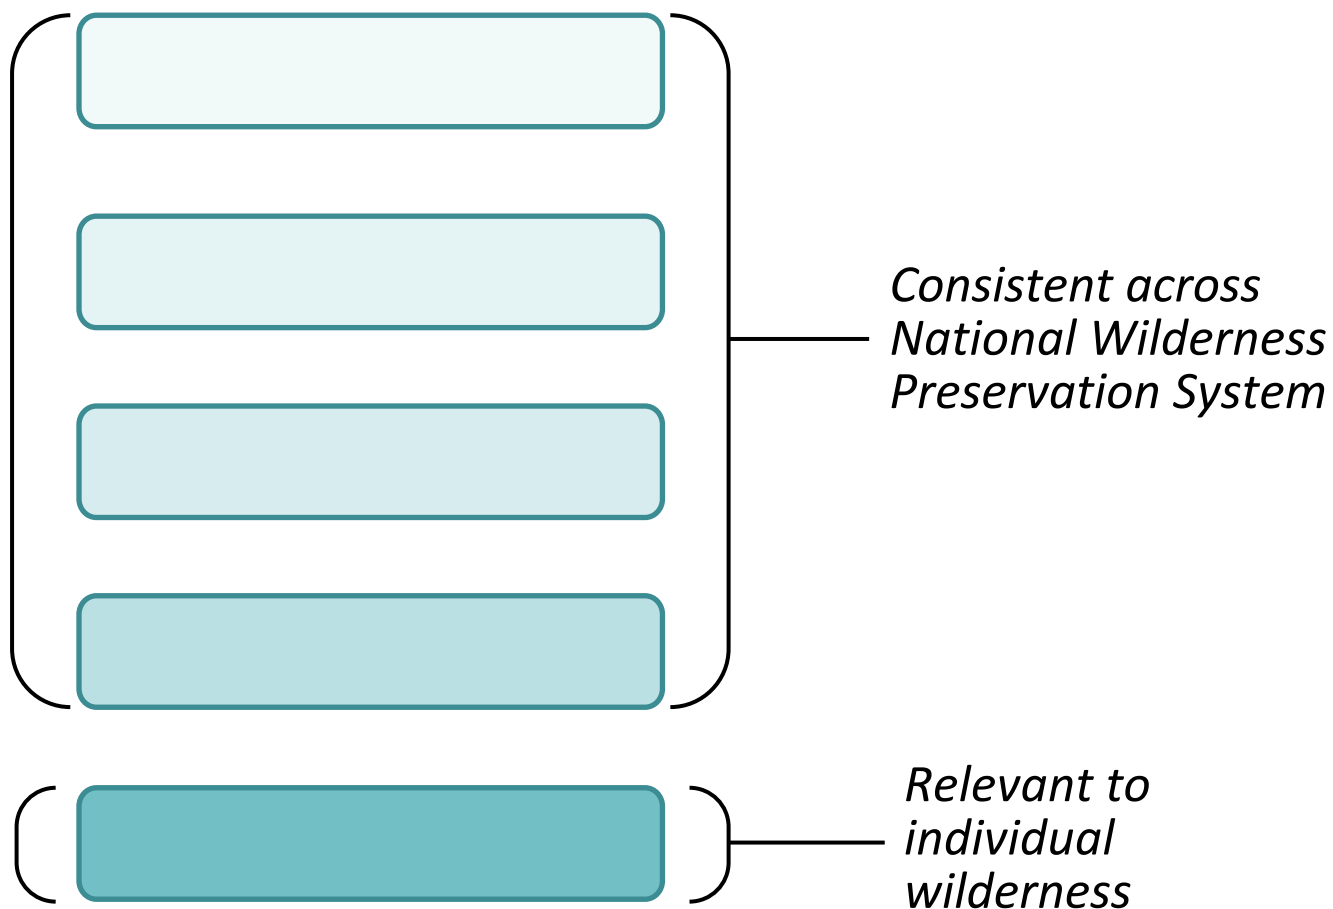 Consistent across
National Wilderness
Preservation System
Relevant to
individual
wilderness